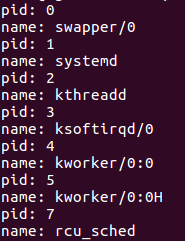 pid: 0
name: swapper/0
pid: 1
name: systemd
pid: 2
name: kthreadd
pid: 3
name: ksoftirqd/0
pid: 4
name: kworker/0:0
pid: 5
name: kworker/0:0H
pid: 7
name: rcu_sched